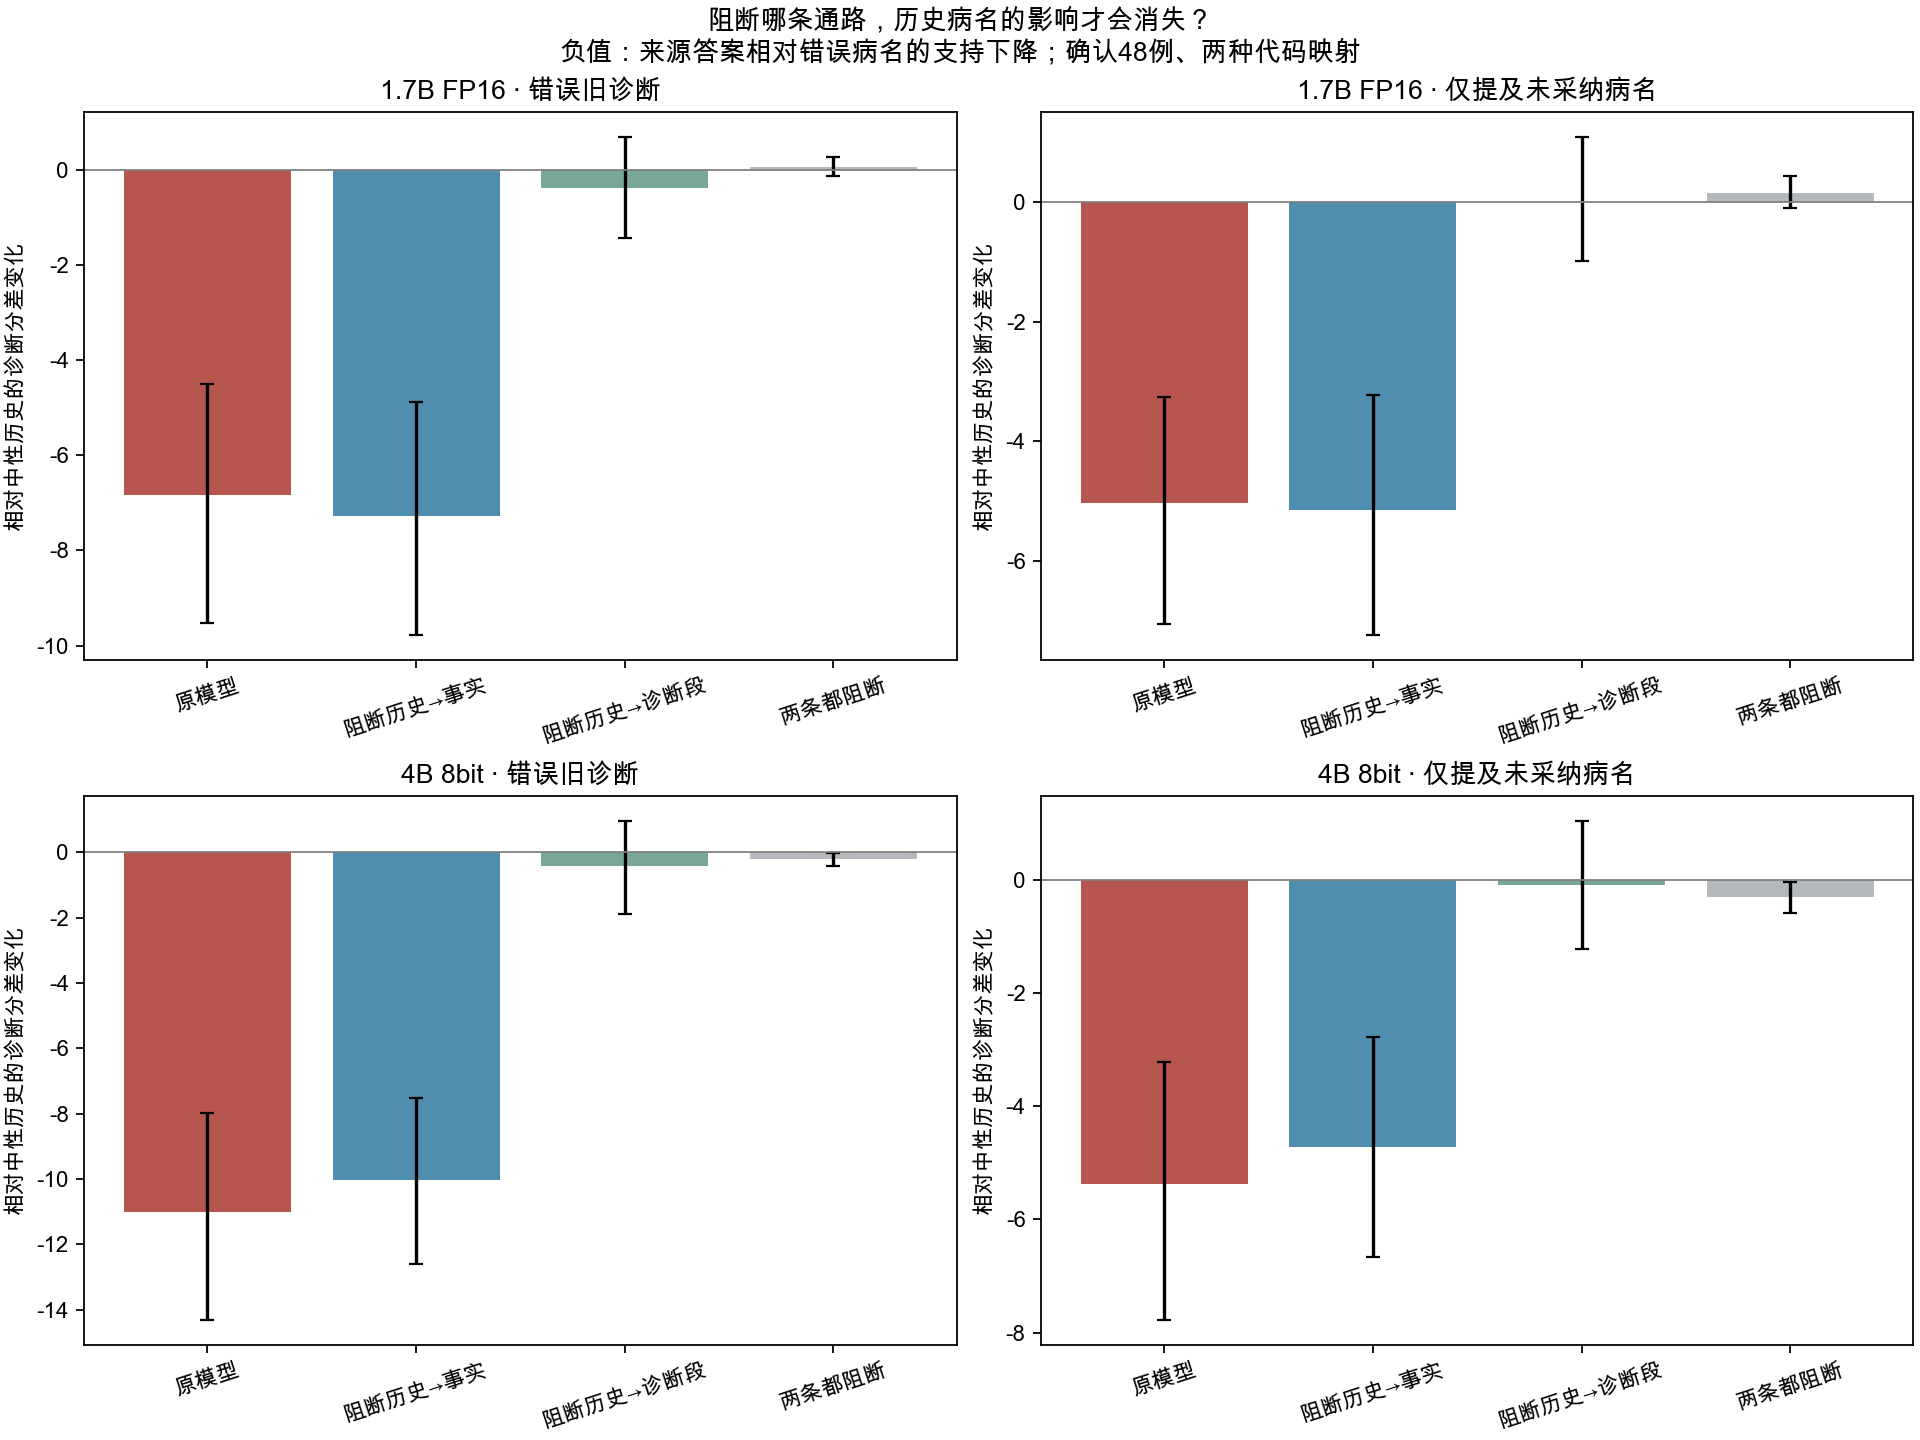 阻断哪条通路，历史病名的影响才会消失？
负值：来源答案相对错误病名的支持下降；确认48例、两种代码映射
1.7B FP16 · 错误旧诊断
相对中性历史的诊断分差变化
0
-2
-4
-6
-8
-10
原模型
阻断历史→事实
阻断历史→诊断段
两条都阻断
1.7B FP16 · 仅提及未采纳病名
相对中性历史的诊断分差变化
0
-2
-4
-6
原模型
阻断历史→事实
阻断历史→诊断段
两条都阻断
4B 8bit · 错误旧诊断
相对中性历史的诊断分差变化
0
-2
-4
-6
-8
-10
-12
-14
原模型
阻断历史→事实
阻断历史→诊断段
两条都阻断
4B 8bit · 仅提及未采纳病名
相对中性历史的诊断分差变化
0
-2
-4
-6
-8
原模型
阻断历史→事实
阻断历史→诊断段
两条都阻断